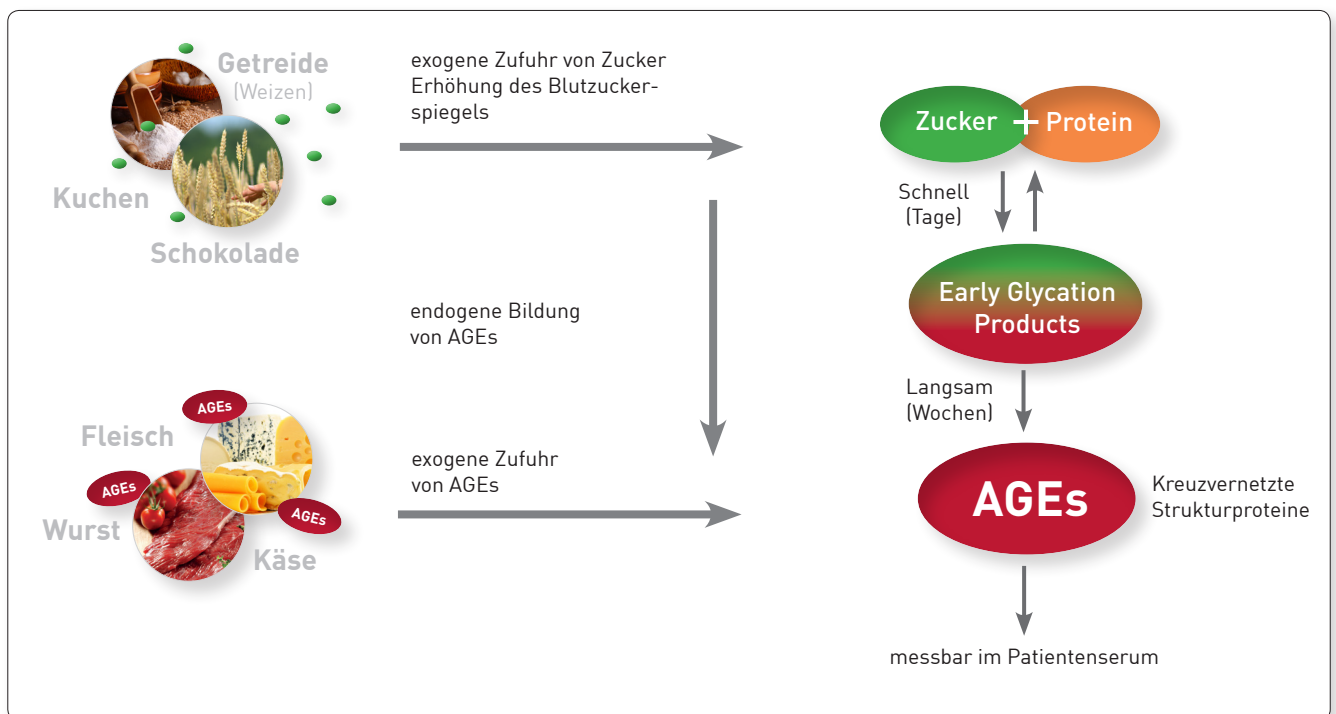 Getreide
(Weizen)
Kuchen
Schokolade
exogene Zufuhr von Zucker
Erhöhung des Blutzucker-
spiegels
Zucker + Protein
Schnell
(Tage)
Early Glycation
Products
endogene Bildung
von AGEs
Langsam
(Wochen)
AGEs
Fleisch
AGEs
Wurst
AGEs
Käse
exogene Zufuhr
von AGEs
AGEs
Kreuzvernetzte
Strukturproteine
messbar im Patientenserum